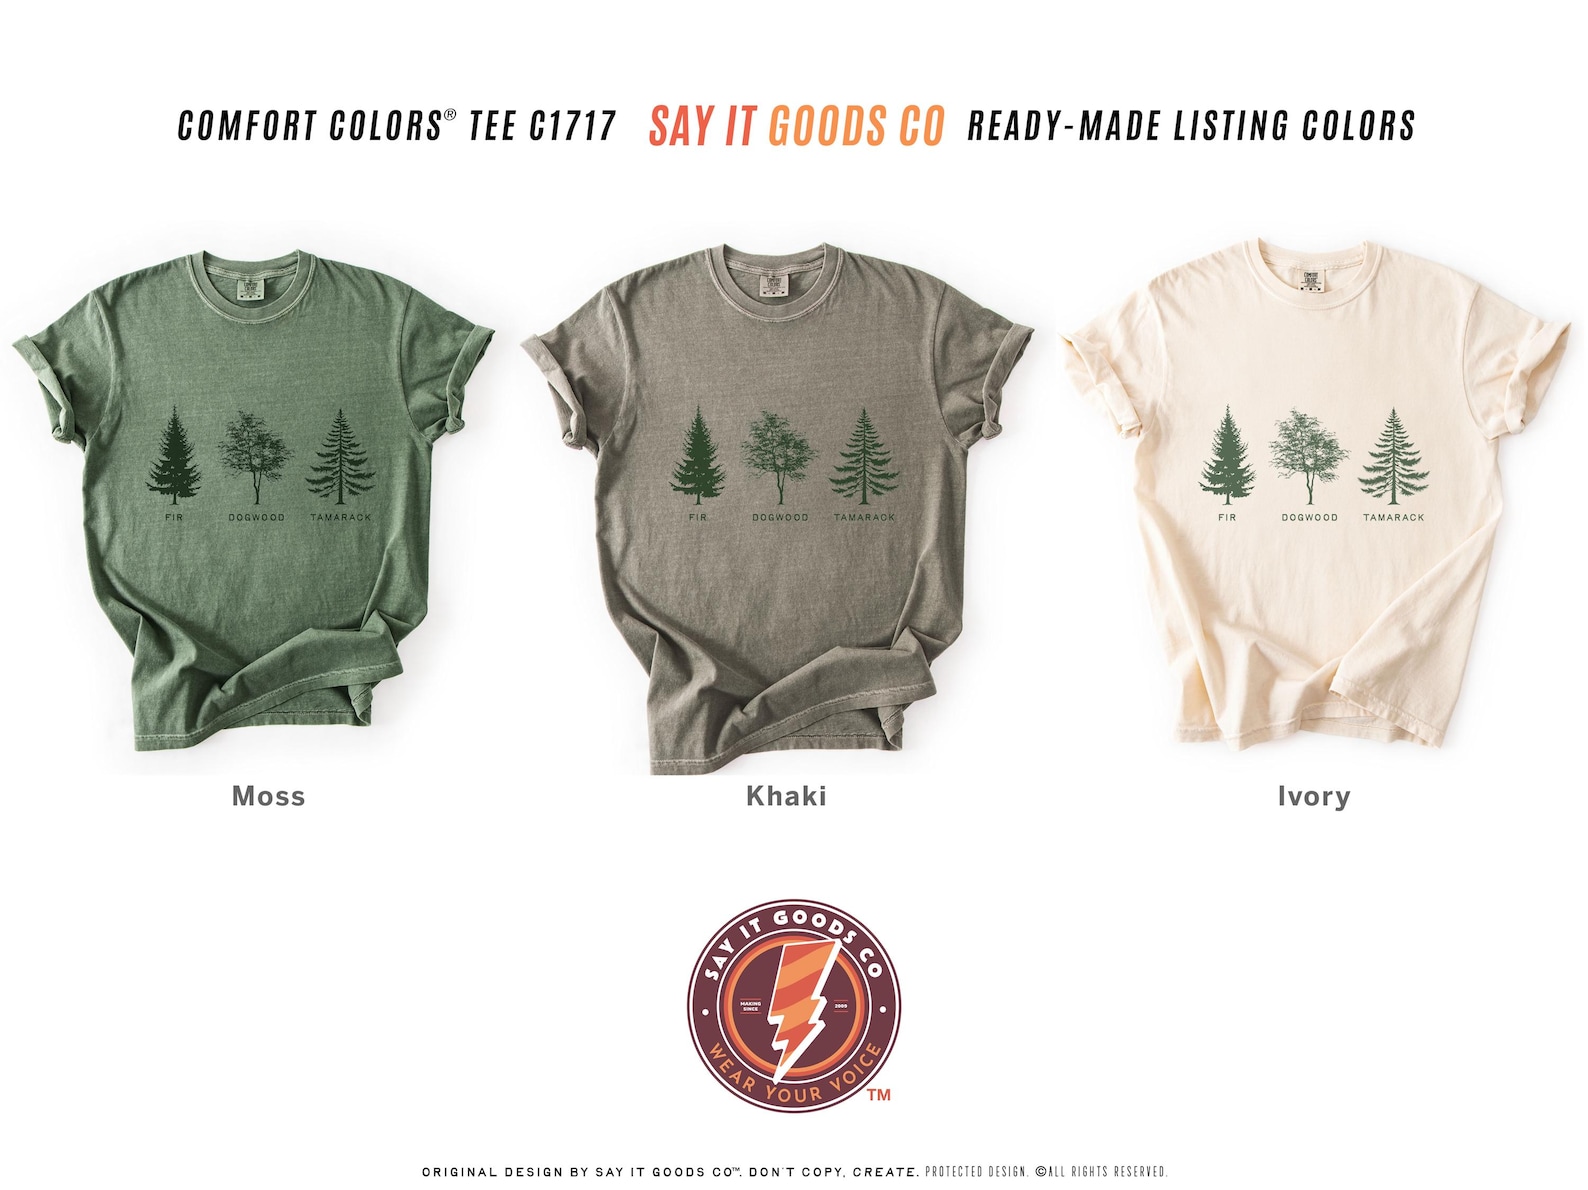 COMFORT COLORS® TEE C1717 SAY IT GOODS CO READY-MADE LISTING COLORS
COMFORT
COLORS
COMFORT
COLORS
COMFORT
COLORS
FIR DOGWOOD TAMARACK
FIR DOGWOOD TAMARACK
FIR DOGWOOD TAMARACK
Moss
Khaki
Ivory
SAY IT GOODS CO
MAKING
SINCE
2009
WEAR YOUR VOICE
TM
ORIGINAL DESIGN BY SAY IT GOODS CO™. DON'T COPY, CREATE. PROTECTED DESIGN. ©ALL RIGHTS RESERVED.